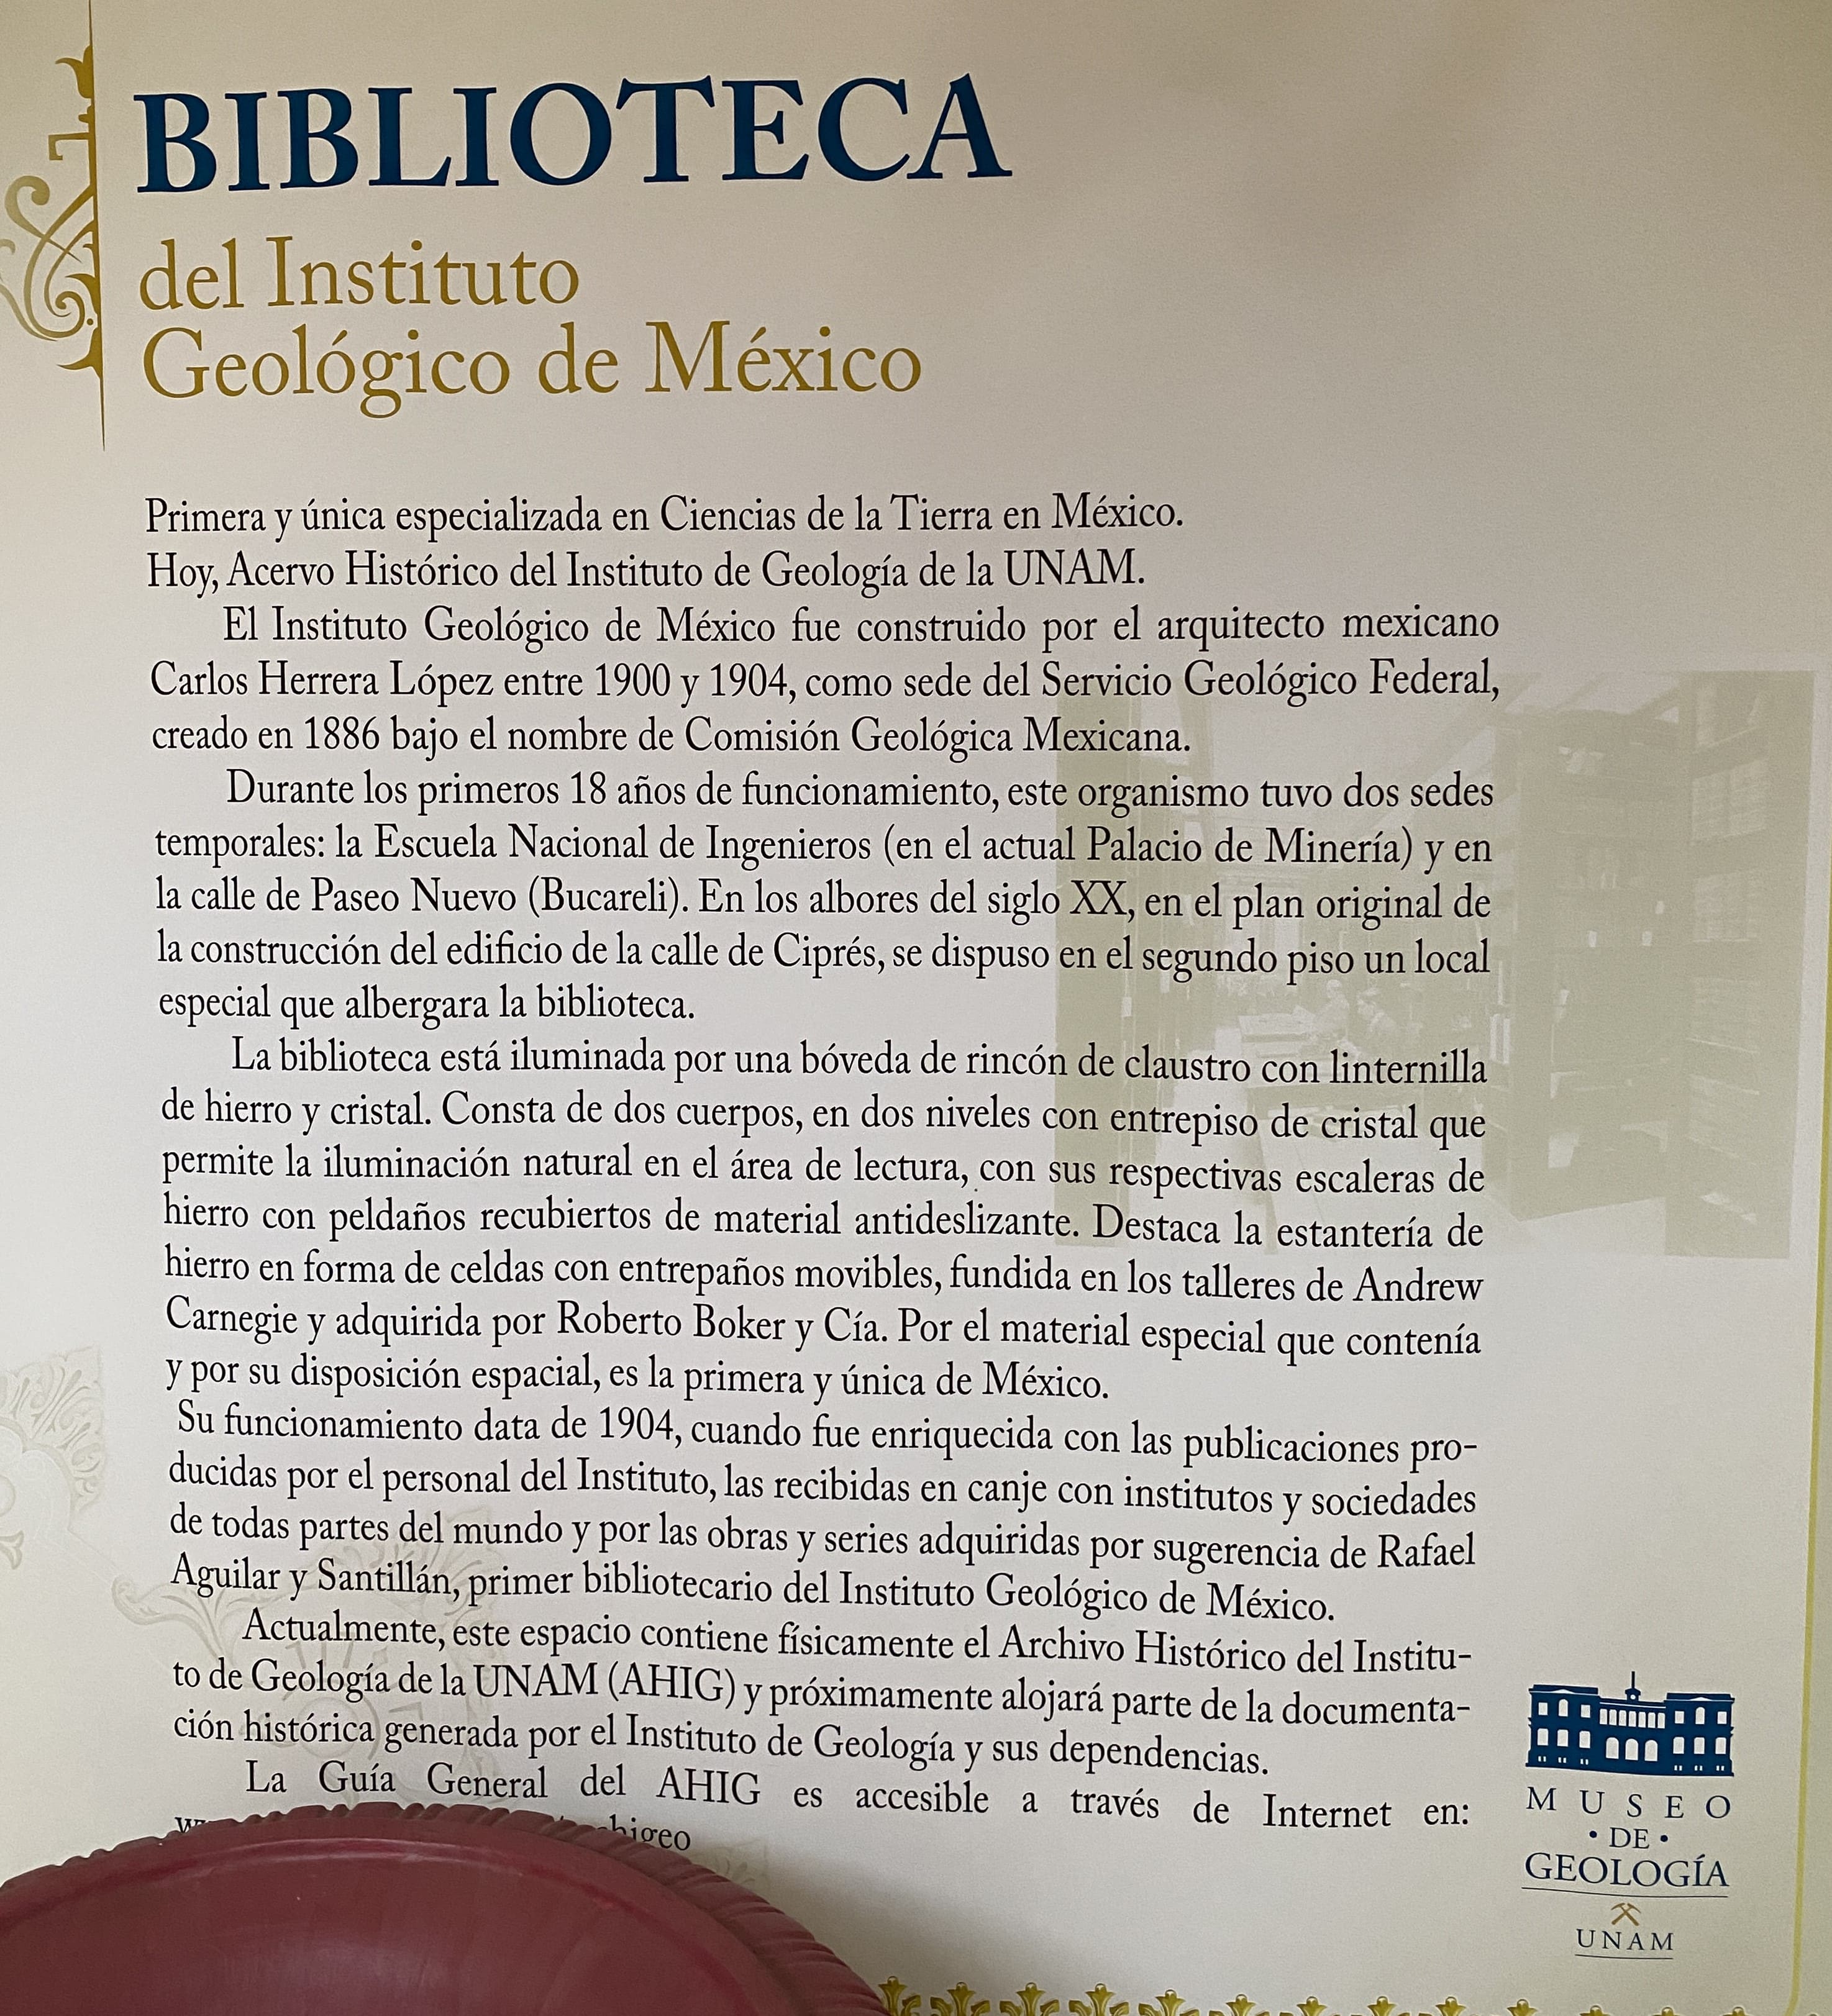 BIBLIOTECA
del Instituto
Geológico de México
Primera y única especializada en Ciencias de la Tierra en México.
Hoy, Acervo Histórico del Instituto de Geología de la UNAM.
El Instituto Geológico de México fue construido por el arquitecto mexicano
Carlos Herrera López entre 1900 y 1904, como sede del Servicio Geológico Federal,
creado en 1886 bajo el nombre de Comisión Geológica Mexicana.
Durante los primeros 18 años de funcionamiento, este organismo tuvo dos sedes
temporales: la Escuela Nacional de Ingenieros (en el actual Palacio de Minería) y en
la calle de Paseo Nuevo (Bucareli). En los albores del siglo XX, en el plan original de
la construcción del edificio de la calle de Ciprés, se dispuso en el segundo piso un local
especial que albergara la biblioteca.
La biblioteca está iluminada por una bóveda de rincón de claustro con linternilla
de hierro y cristal. Consta de dos cuerpos, en dos niveles con entrepiso de cristal que
permite la iluminación natural en el área de lectura, con sus respectivas escaleras de
hierro con peldaños recubiertos de material antideslizante. Destaca la estantería de
hierro en forma de celdas con entrepaños movibles, fundida en los talleres de Andrew
Carnegie y adquirida por Roberto Boker y Cía. Por el material especial que contenía
y por su disposición espacial, es la primera y única de México.
Su funcionamiento data de 1904, cuando fue enriquecida con las publicaciones pro-
ducidas por el personal del Instituto, las recibidas en canje con institutos y sociedades
de todas partes del mundo y por las obras y series adquiridas por sugerencia de Rafael
Aguilar y Santillán, primer bibliotecario del Instituto Geológico de México.
Actualmente, este espacio contiene físicamente el Archivo Histórico del Institu-
to de Geología de la UNAM (AHIG) y próximamente alojará parte de la documenta-
ción histórica generada por el Instituto de Geología y sus dependencias.
La Guía General del AHIG es accesible a través de Internet en:
MUSEO
• DE •
GEOLOGÍA
UNAM